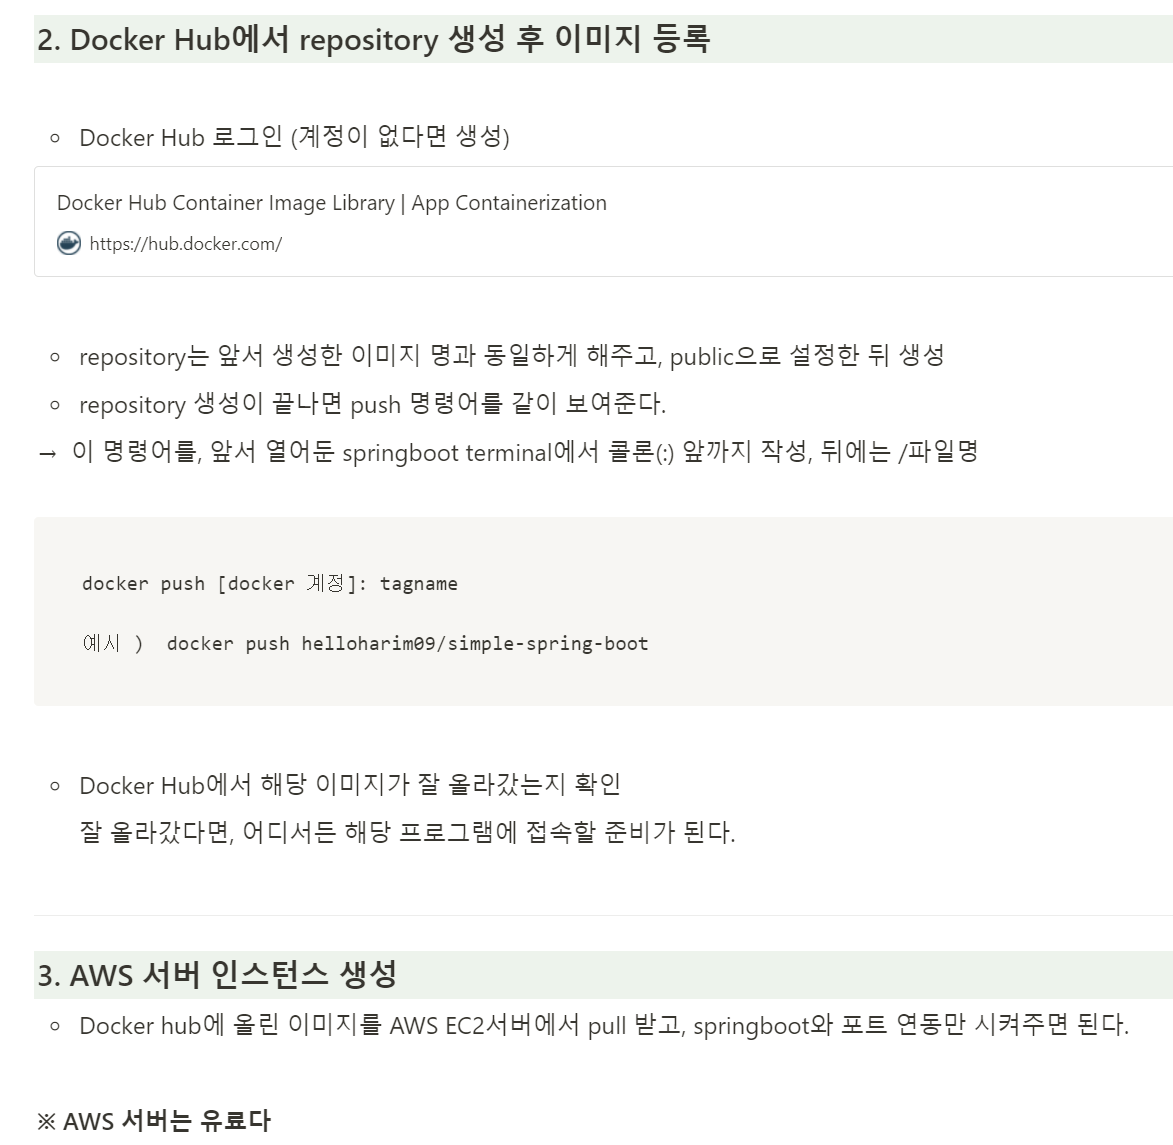 2. Docker Hub에서 repository 생성 후 이미지 등록
Docker Hub 로그인 (계정이 없다면 생성)
Docker Hub Container Image Library | App Containerization
https://hub.docker.com/
repository는 앞서 생성한 이미지 명과 동일하게 해주고, public으로 설정한 뒤 생성
repository 생성이 끝나면 push 명령어를 같이 보여준다.
→ 이 명령어를, 앞서 열어둔 springboot terminal에서 콜론(:) 앞까지 작성, 뒤에는 /파일명
docker push [docker 계정]: tagname
예시 ) docker push helloharim09/simple-spring-boot
Docker Hub에서 해당 이미지가 잘 올라갔는지 확인
잘 올라갔다면, 어디서든 해당 프로그램에 접속할 준비가 된다.
3. AWS 서버 인스턴스 생성
Docker hub에 올린 이미지를 AWS EC2서버에서 pull 받고, springboot와 포트 연동만 시켜주면 된다.
※ AWS 서버는 유료다